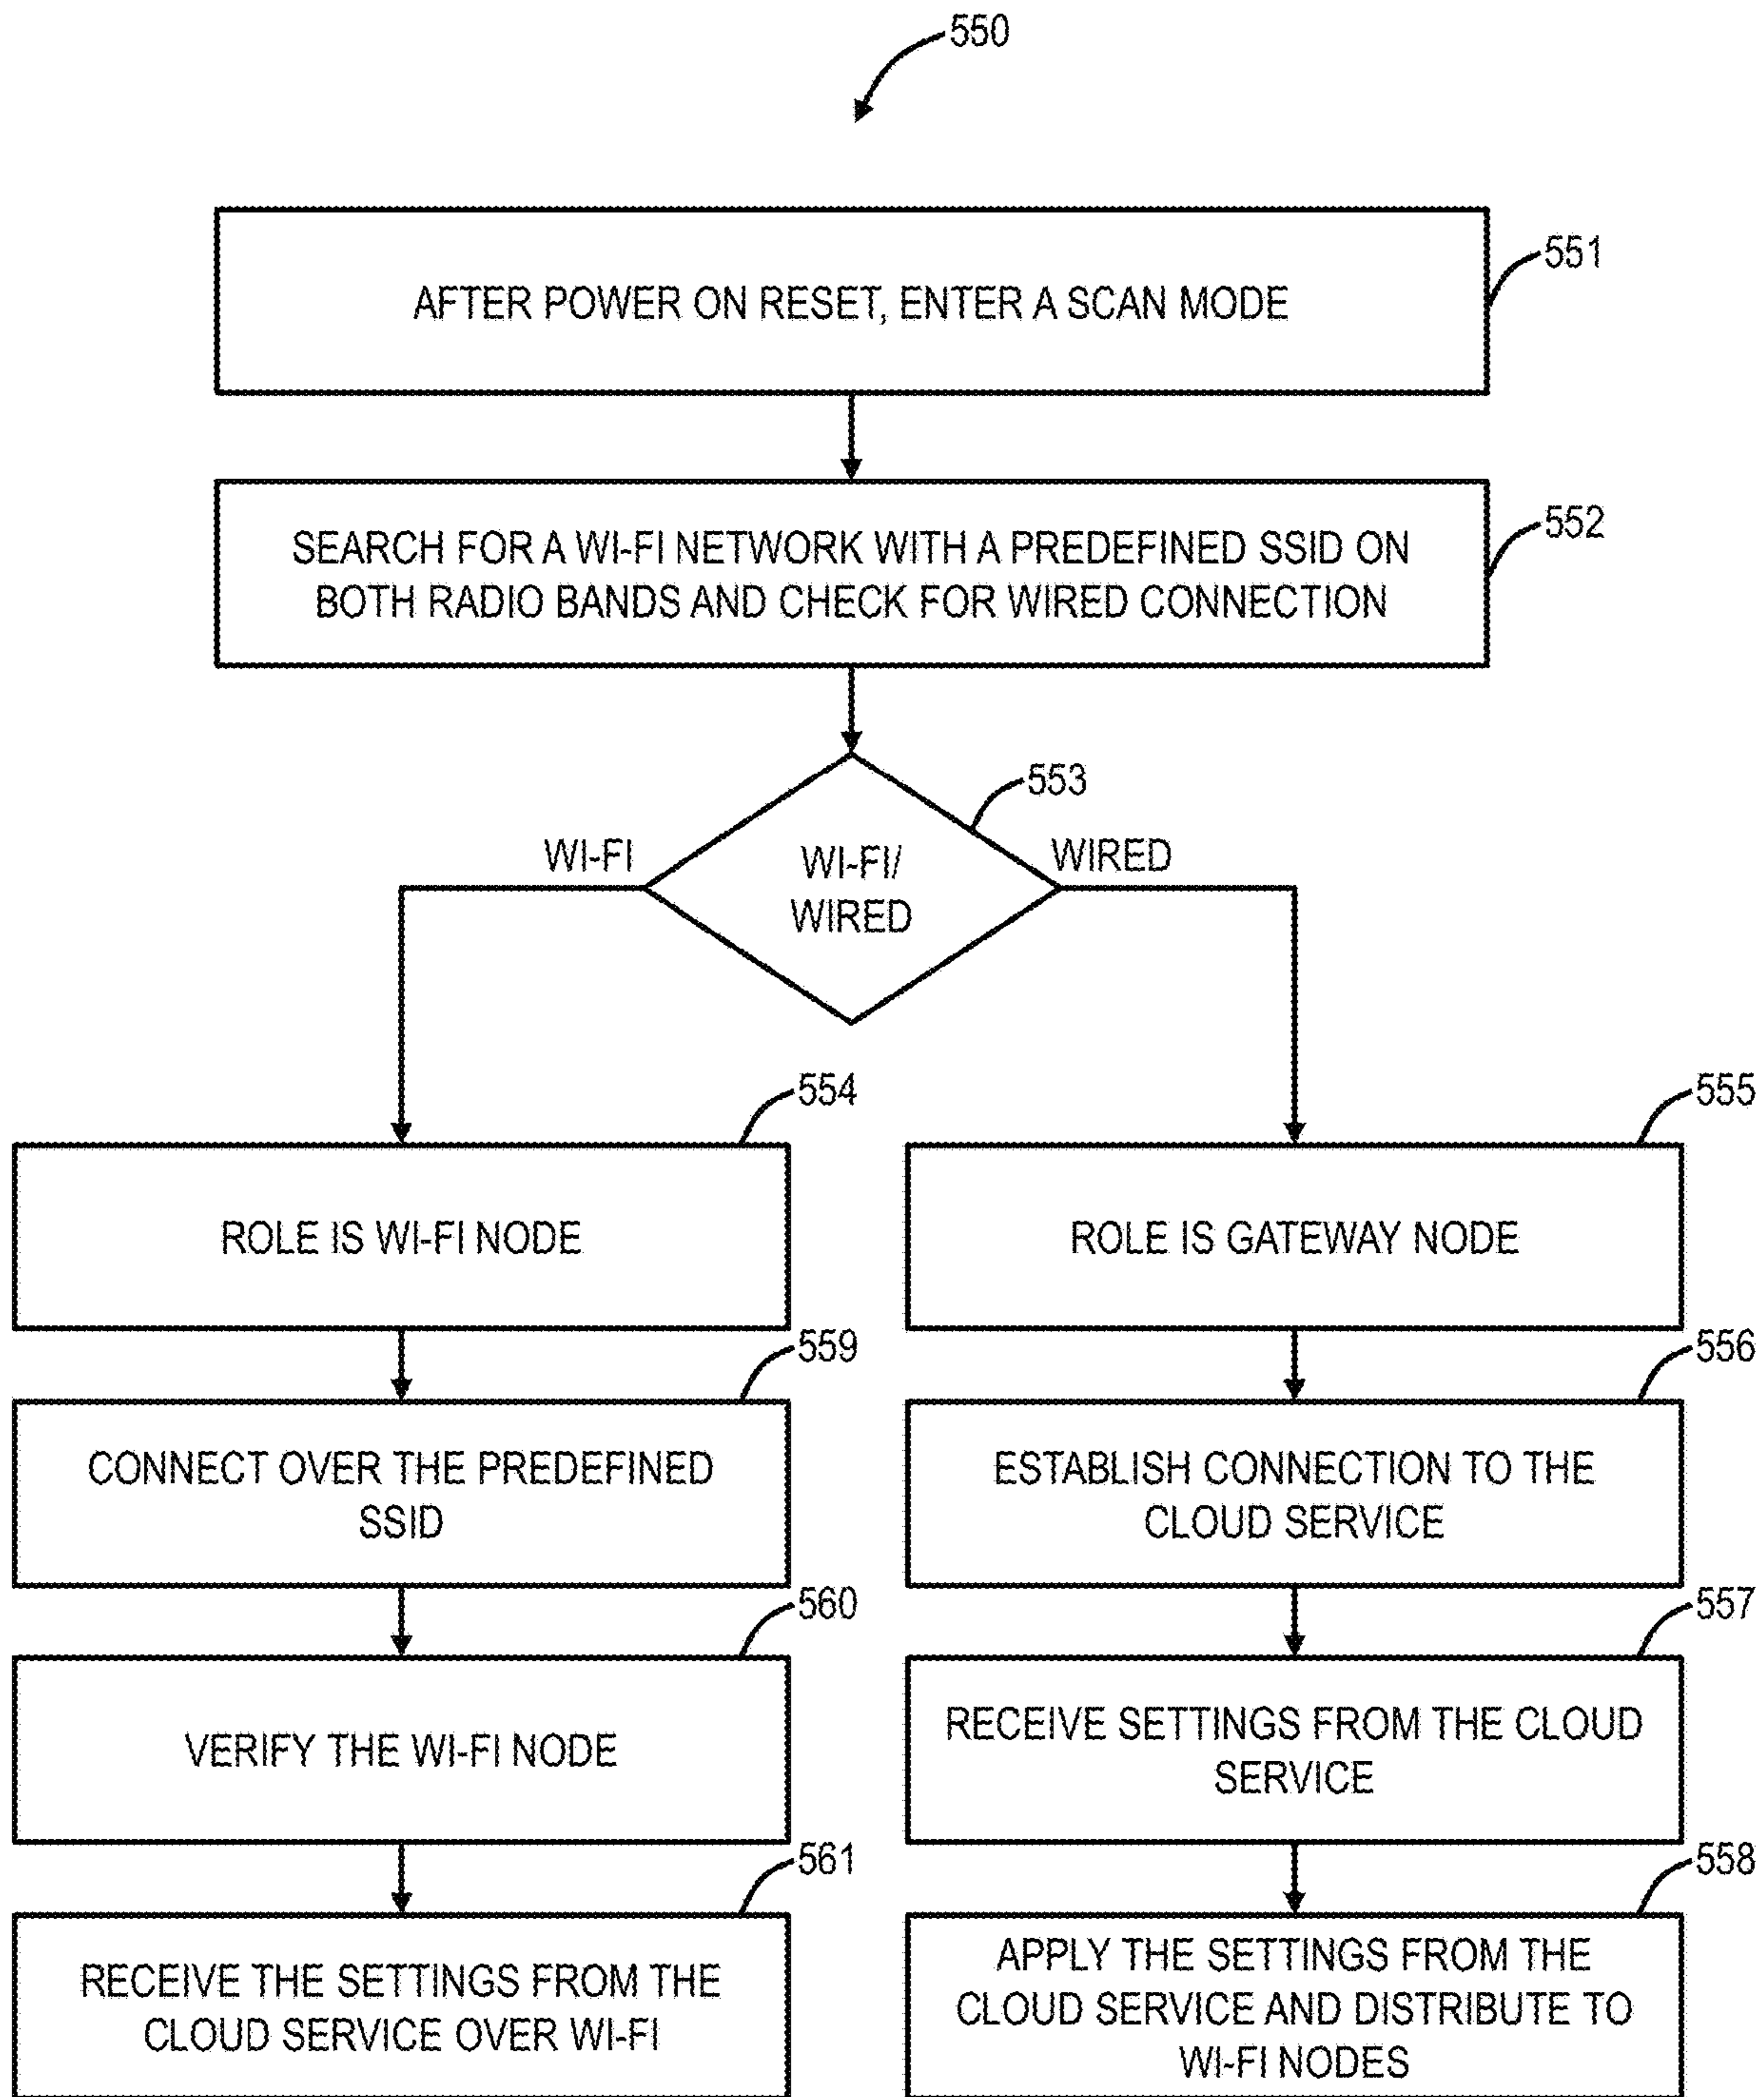 550
AFTER POWER ON RESET, ENTER A SCAN MODE
551
SEARCH FOR A WI-FI NETWORK WITH A PREDEFINED SSID ON
BOTH RADIO BANDS AND CHECK FOR WIRED CONNECTION
552
553
WI-FI
WI-FI/
WIRED
WIRED
554
ROLE IS WI-FI NODE
555
ROLE IS GATEWAY NODE
559
CONNECT OVER THE PREDEFINED
SSID
556
ESTABLISH CONNECTION TO THE
CLOUD SERVICE
560
VERIFY THE WI-FI NODE
557
RECEIVE SETTINGS FROM THE CLOUD
SERVICE
561
RECEIVE THE SETTINGS FROM THE
CLOUD SERVICE OVER WI-FI
558
APPLY THE SETTINGS FROM THE
CLOUD SERVICE AND DISTRIBUTE TO
WI-FI NODES